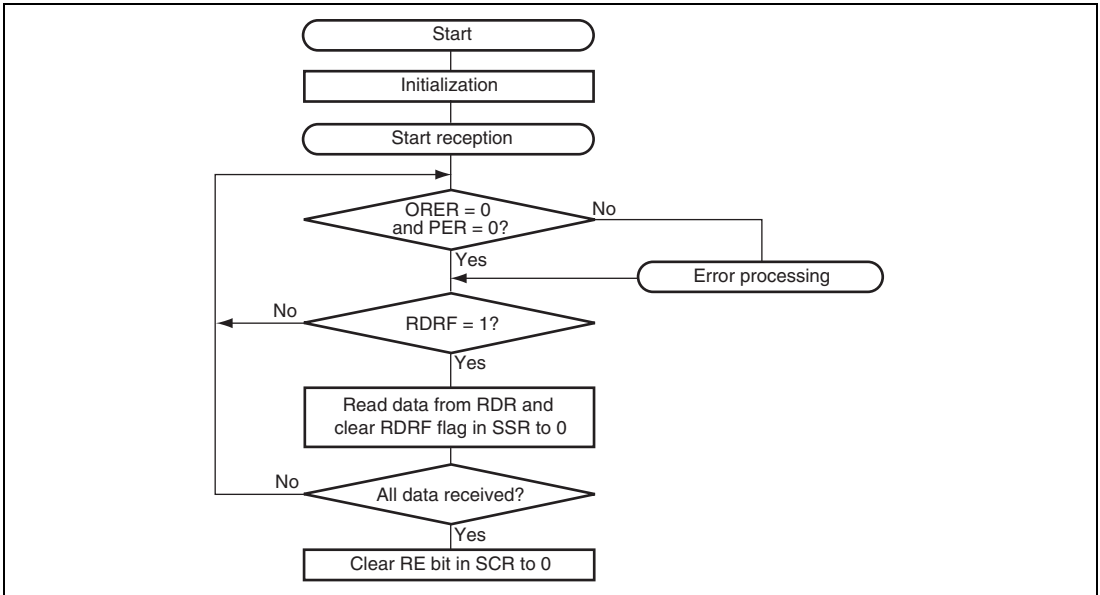 Start
Initialization
Start reception
ORER = 0
and PER = 0?
No
Yes
Error processing
No
RDRF = 1?
Yes
Read data from RDR and
clear RDRF flag in SSR to 0
No
All data received?
Yes
Clear RE bit in SCR to 0